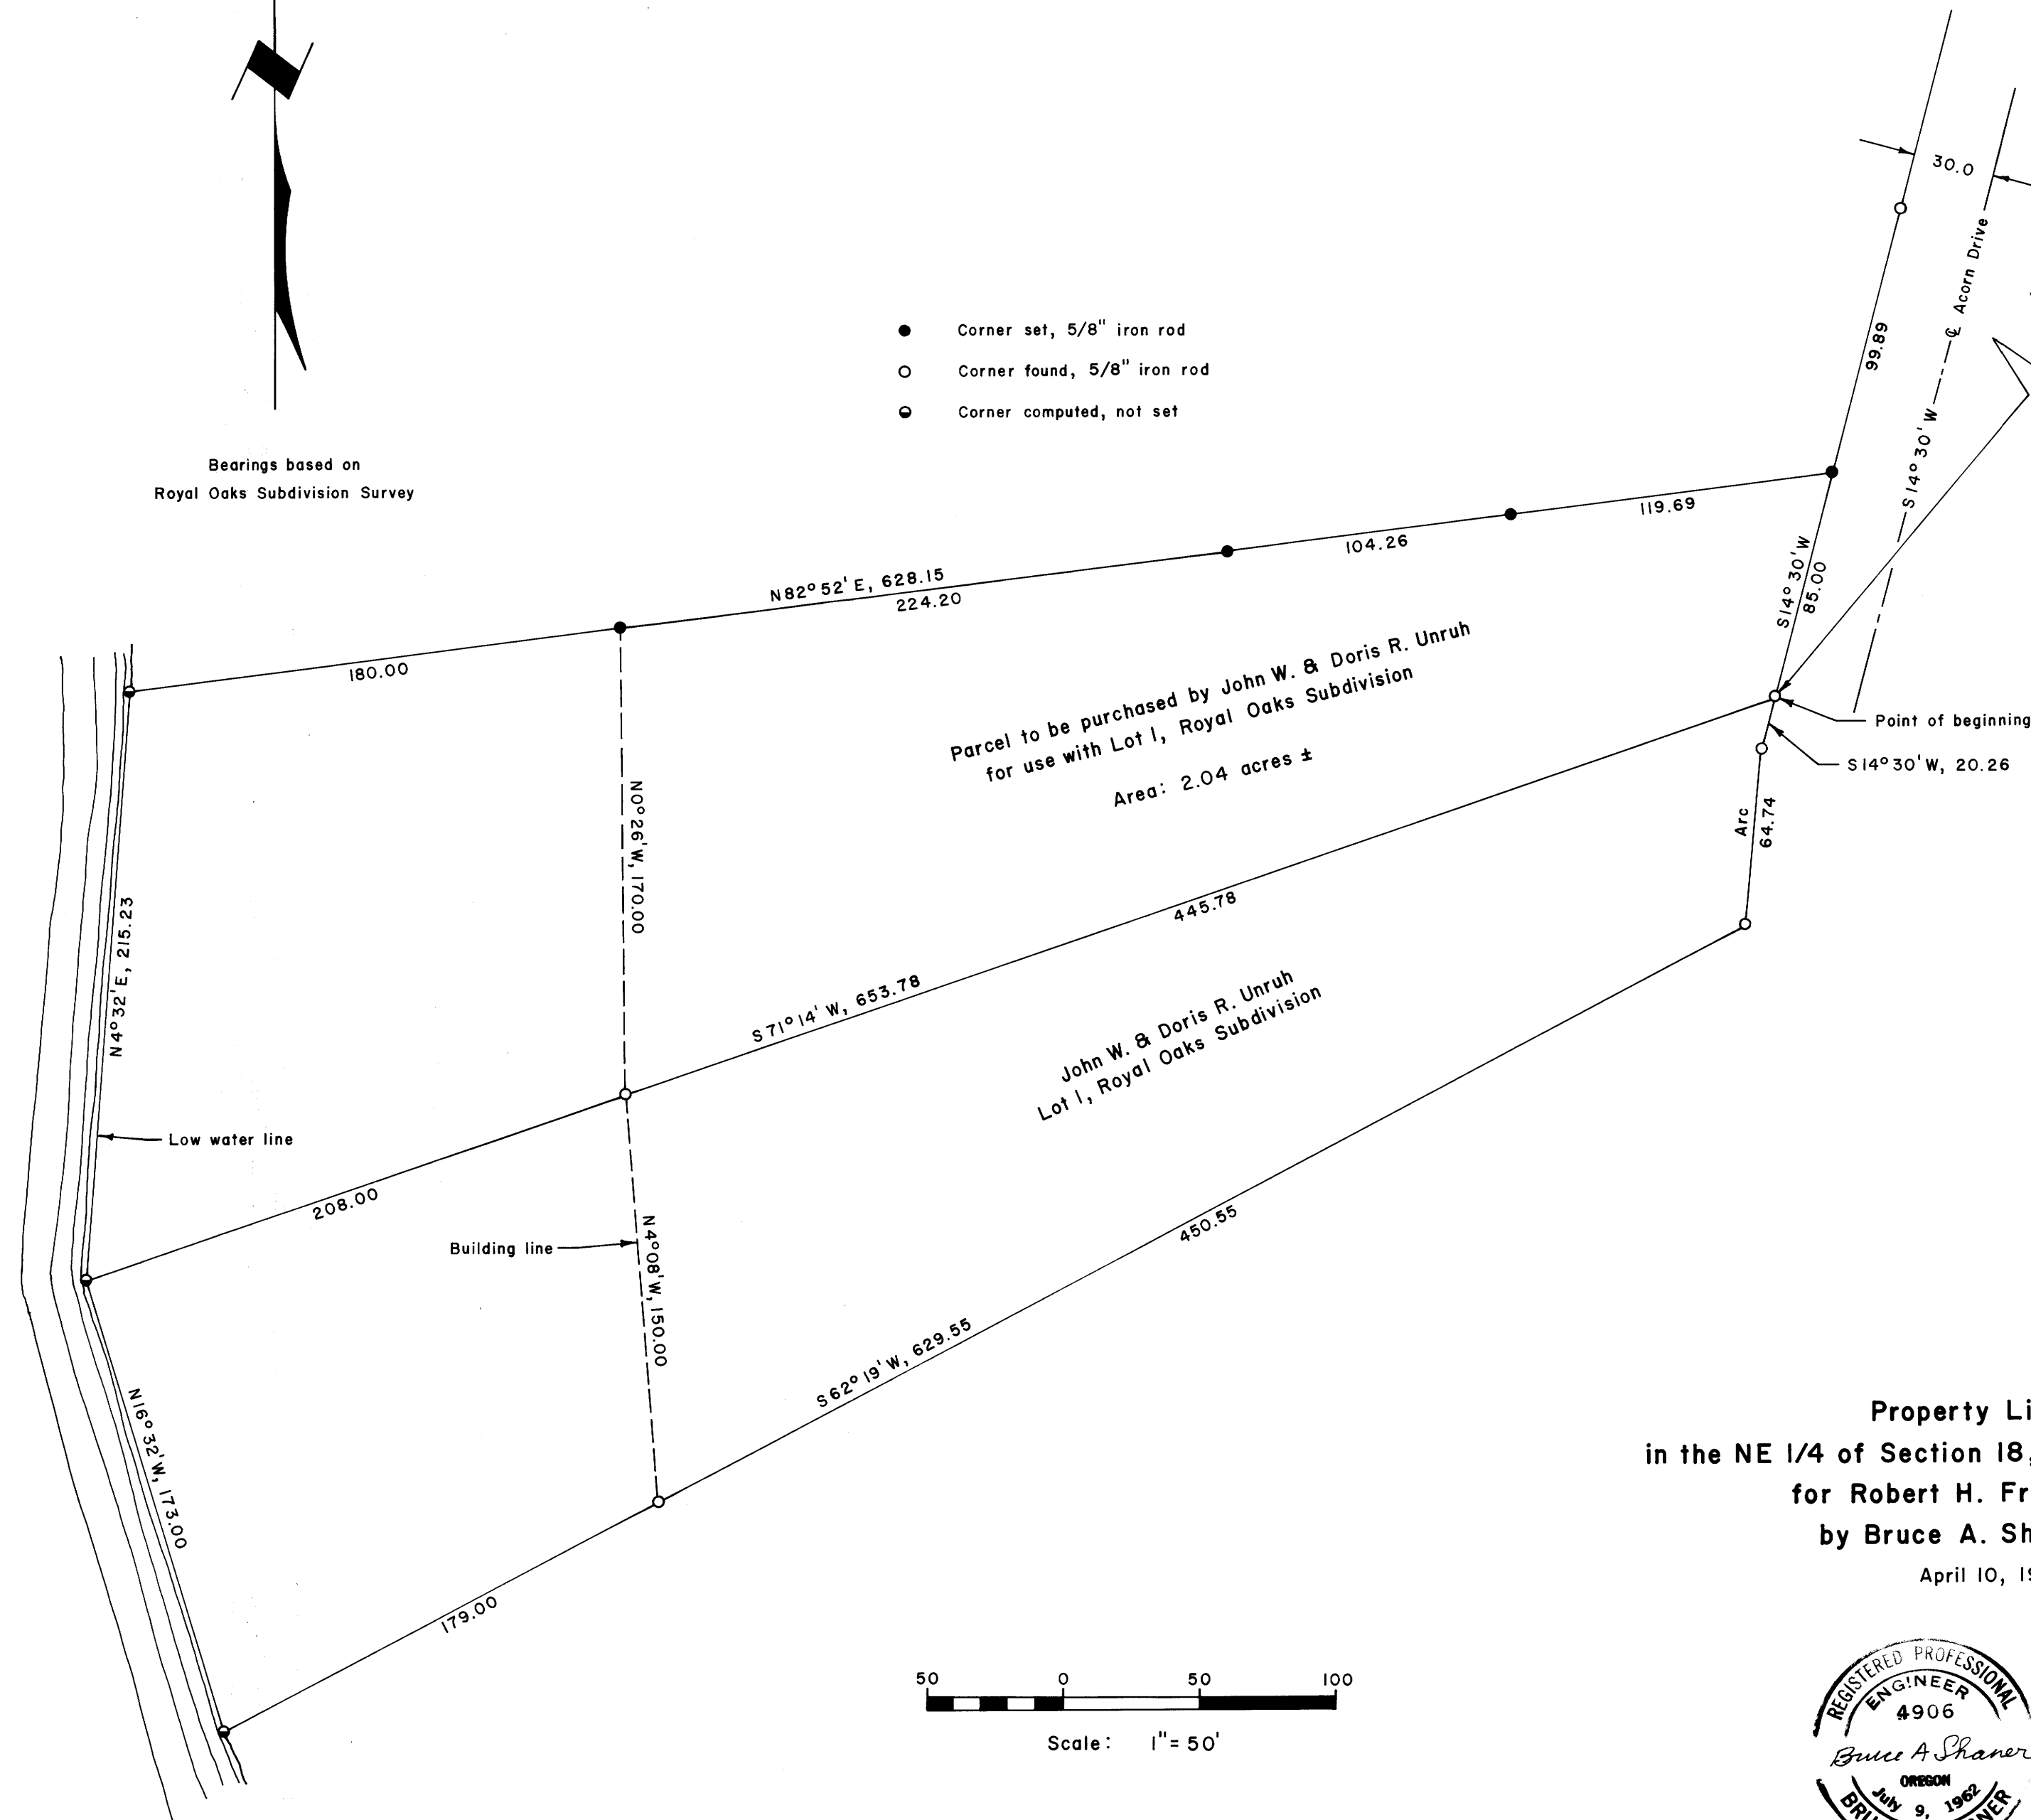 30.0
℄ Acorn Drive
S14°30'W
99.89
Corner set, 5/8" iron rod
Corner found, 5/8" iron rod
Corner computed, not set
Bearings based on
Royal Oaks Subdivision Survey
119.69
104.26
N82°52'E, 628.15
224.20
180.00
S14°30'W
85.00
Parcel to be purchased by John W. & Doris R. Unruh
for use with Lot 1, Royal Oaks Subdivision
Area: 2.04 acres ±
Point of beginning
S14°30'W, 20.26
Arc
64.74
N0°26'W, 170.00
445.78
N4°32'E, 215.23
S71°14'W, 653.78
John W. & Doris R. Unruh
Lot 1, Royal Oaks Subdivision
Low water line
208.00
Building line
N4°08'W, 150.00
450.55
S62°19'W, 629.55
N16°32'W, 173.00
179.00
Property Li
in the NE 1/4 of Section 18,
for Robert H. Fr
by Bruce A. Sh
April 10, 19
50 0 50 100
Scale: 1"=50'
REGISTERED PROFESSIONAL
ENGINEER
4906
Bruce A Shaner
OREGON
July 9, 1962